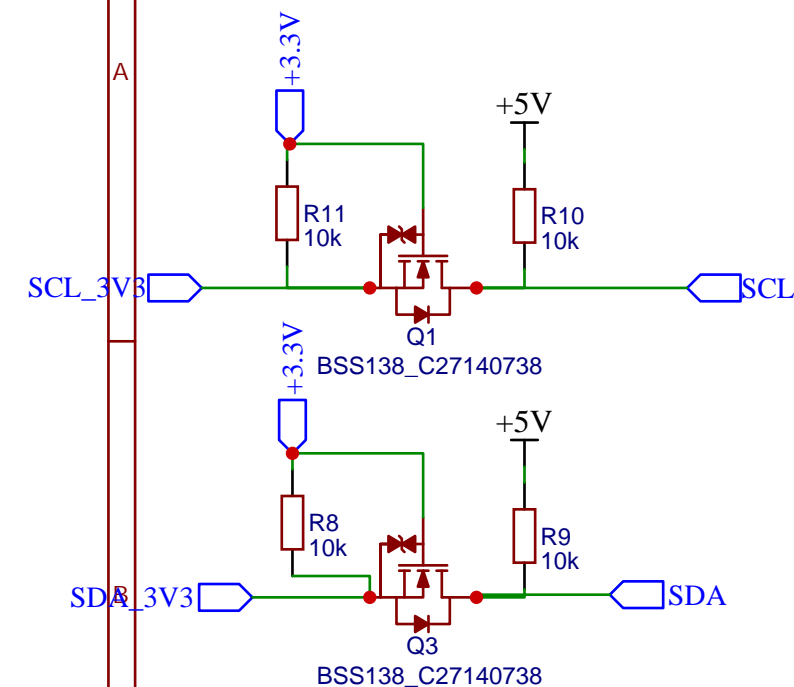 A
+3.3V
+5V
R11
10k
R10
10k
SCL_3V3
SCL
Q1
BSS138_C27140738
+3.3V
+5V
R8
10k
R9
10k
B
SDA_3V3
SDA
Q3
BSS138_C27140738